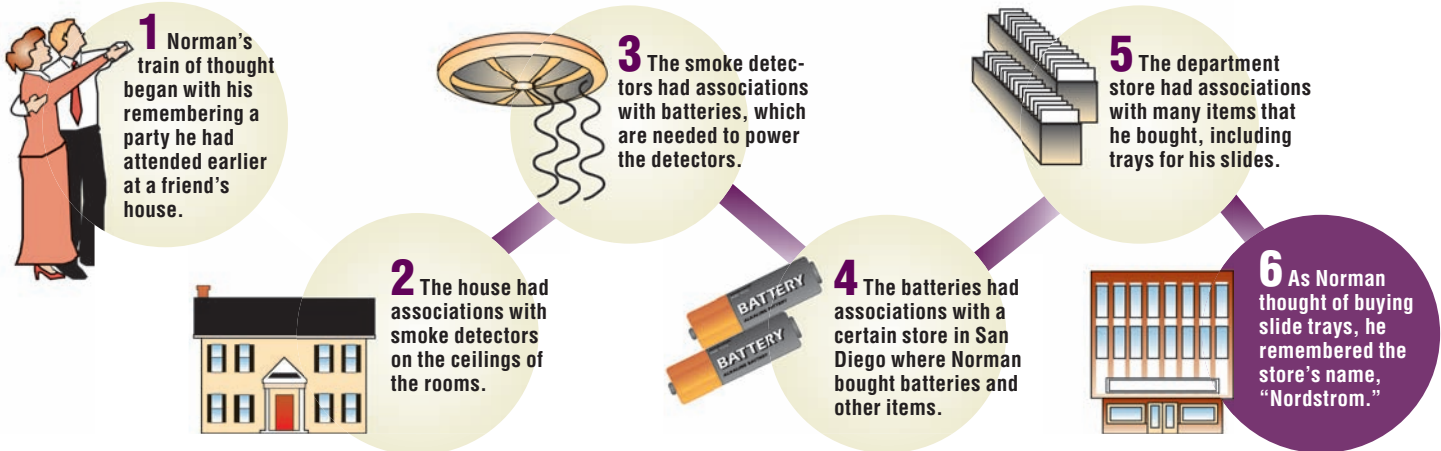 1 Norman's
train of thought
began with his
remembering a
party he had
attended earlier
at a friend's
house.
2 The house had
associations with
smoke detectors
on the ceilings of
the rooms.
3 The smoke detec-
tors had associations
with batteries, which
are needed to power
the detectors.
BATTERY
ALKALINE BATTERY
BATTERY
ALKALINE BATTERY
4 The batteries had
associations with a
certain store in San
Diego where Norman
bought batteries and
other items.
5 The department
store had associations
with many items that
he bought, including
trays for his slides.
6 As Norman
thought of buying
slide trays, he
remembered the
store's name,
"Nordstrom."